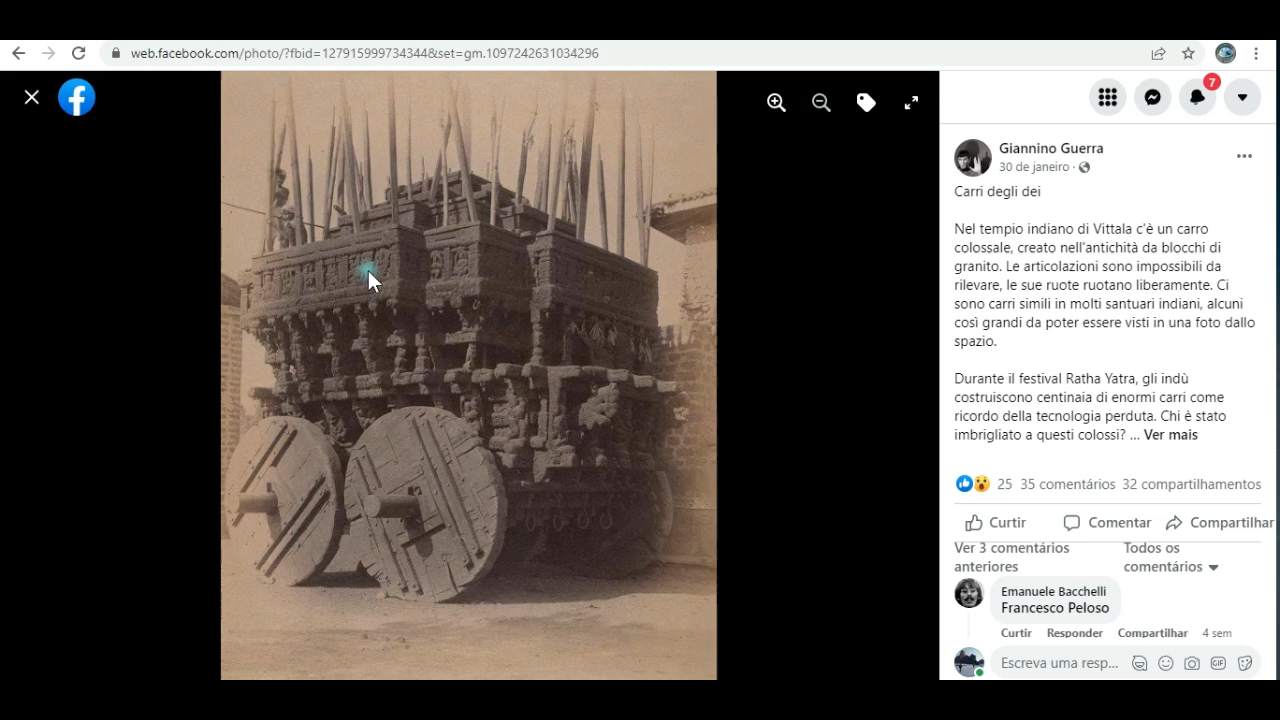 web.facebook.com/photo/?fbid=1279159997343448&set=gm.1097242631034296
7
Giannino Guerra
30 de janeiro ·
Carri degli dei
Nel tempio indiano di Vittala c'è un carro
colossale, creato nell'antichità da blocchi di
granito. Le articolazioni sono impossibili da
rilevare, le sue ruote ruotano liberamente. Ci
sono carri simili in molti santuari indiani, alcuni
così grandi da poter essere visti in una foto dallo
spazio.
Durante il festival Ratha Yatra, gli indù
costruiscono centinaia di enormi carri come
ricordo della tecnologia perduta. Chi è stato
imbrigliato a questi colossi? ... Ver mais
25 35 comentários 32 compartilhamentos
Curtir Comentar Compartilhar
Ver 3 comentários
anteriores
Todos os
comentários
Emanuele Bacchelli
Francesco Peloso
Curtir Responder Compartilhar 4 sem
Escreva uma resp... GIF